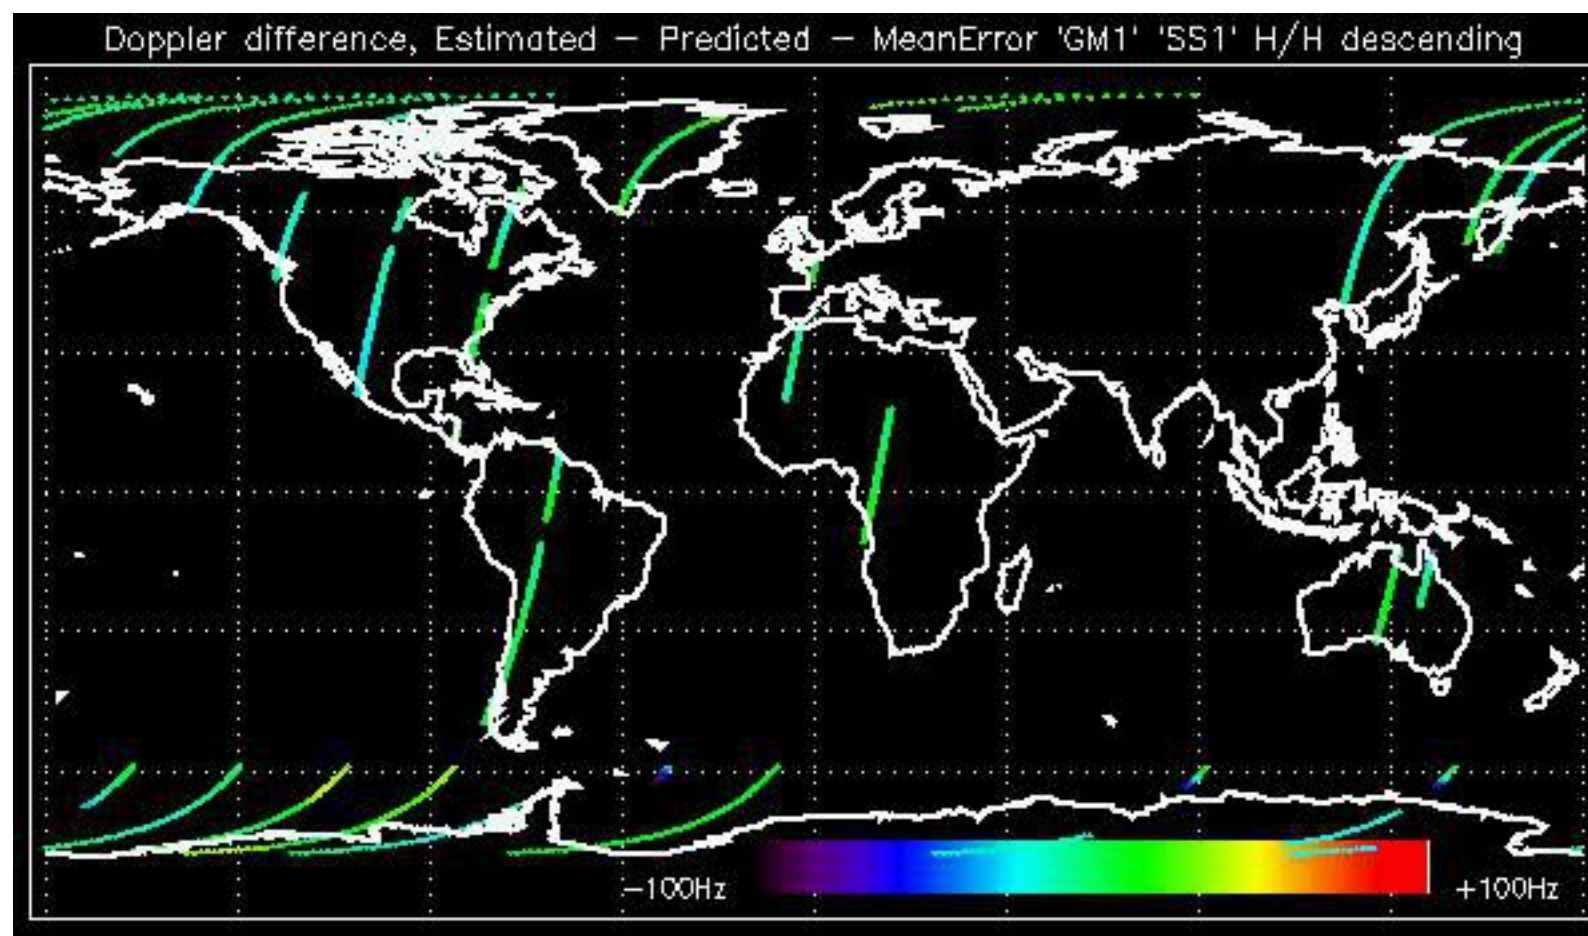 Doppler difference, Estimated – Predicted – MeanError 'GM1' 'SS1' H/H descending
–100Hz +100Hz